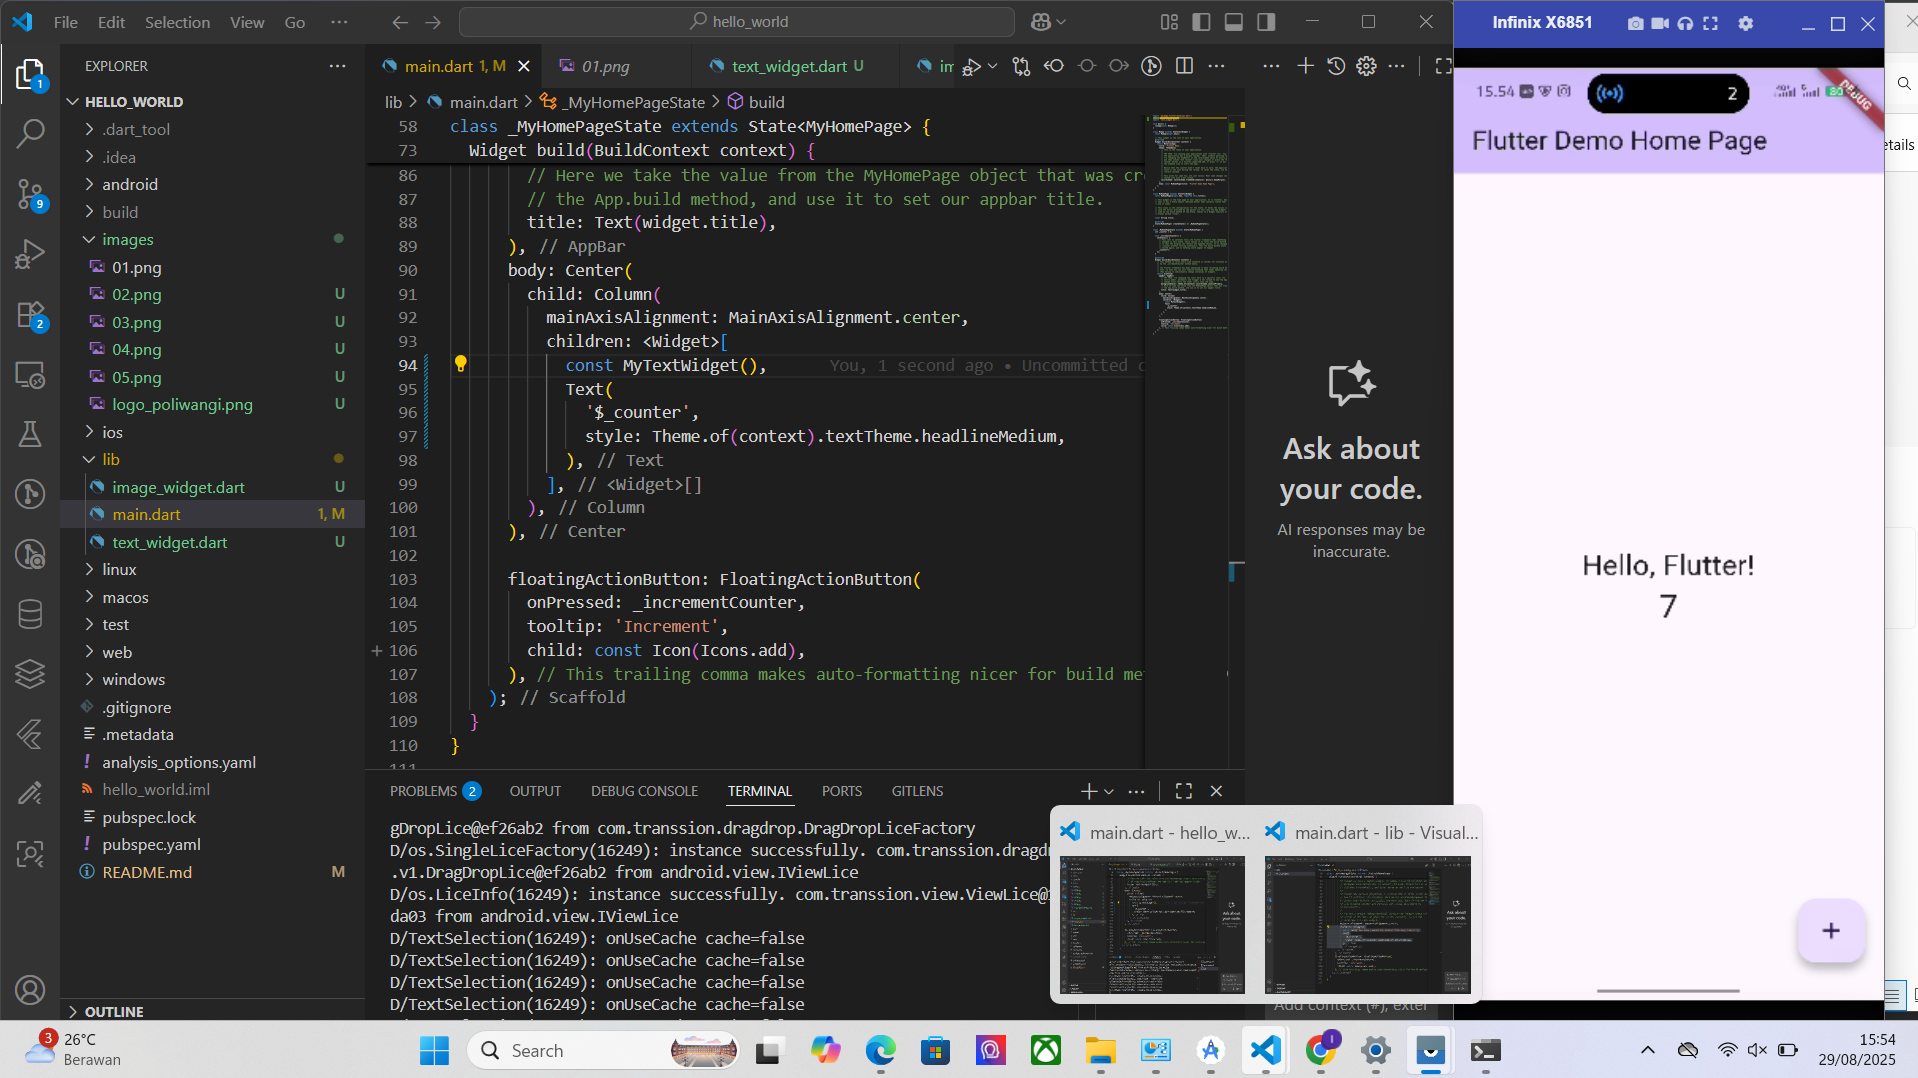 File Edit Selection View Go ··· hello_world
EXPLORER
HELLO_WORLD
.dart_tool
.idea
android
build
images
01.png
02.png U
03.png U
04.png U
05.png U
logo_poliwangi.png U
ios
lib
image_widget.dart U
main.dart 1, M
text_widget.dart U
linux
macos
test
web
windows
.gitignore
.metadata
analysis_options.yaml
hello_world.iml
pubspec.lock
pubspec.yaml
README.md M
OUTLINE
1
9
2
main.dart 1, M
01.png
text_widget.dart U
lib > main.dart > _MyHomePageState > build
58 class _MyHomePageState extends State<MyHomePage> {
73 Widget build(BuildContext context) {
86 // Here we take the value from the MyHomePage object that was cr
87 // the App.build method, and use it to set our appbar title.
88 title: Text(widget.title),
89 ), // AppBar
90 body: Center(
91 child: Column(
92 mainAxisAlignment: MainAxisAlignment.center,
93 children: <Widget>[
94 const MyTextWidget(), You, 1 second ago • Uncommitted
95 Text(
96 '$_counter',
97 style: Theme.of(context).textTheme.headlineMedium,
98 ), // Text
99 ], // <Widget>[]
100 ), // Column
101 ), // Center
102
103 floatingActionButton: FloatingActionButton(
104 onPressed: _incrementCounter,
105 tooltip: 'Increment',
106 child: const Icon(Icons.add),
107 ), // This trailing comma makes auto-formatting nicer for build me
108 ); // Scaffold
109 }
110 }
111
PROBLEMS 2 OUTPUT DEBUG CONSOLE TERMINAL PORTS GITLENS
gDropLice@ef26ab2 from com.transsion.dragdrop.DragDropLiceFactory
D/os.SingleLiceFactory(16249): instance successfully. com.transsion.dragd
.v1.DragDropLice@ef26ab2 from android.view.IViewLice
D/os.LiceInfo(16249): instance successfully. com.transsion.view.ViewLice@
da03 from android.view.IViewLice
D/TextSelection(16249): onUseCache cache=false
D/TextSelection(16249): onUseCache cache=false
D/TextSelection(16249): onUseCache cache=false
D/TextSelection(16249): onUseCache cache=false
Ask about
your code.
AI responses may be
inaccurate.
main.dart - hello_w...
main.dart - lib - Visual...
Add context (#), exter
Infinix X6851
15.54
2
DEBUG
Flutter Demo Home Page
Hello, Flutter!
7
+
etails
3
26°C
Berawan
Search
15:54
29/08/2025